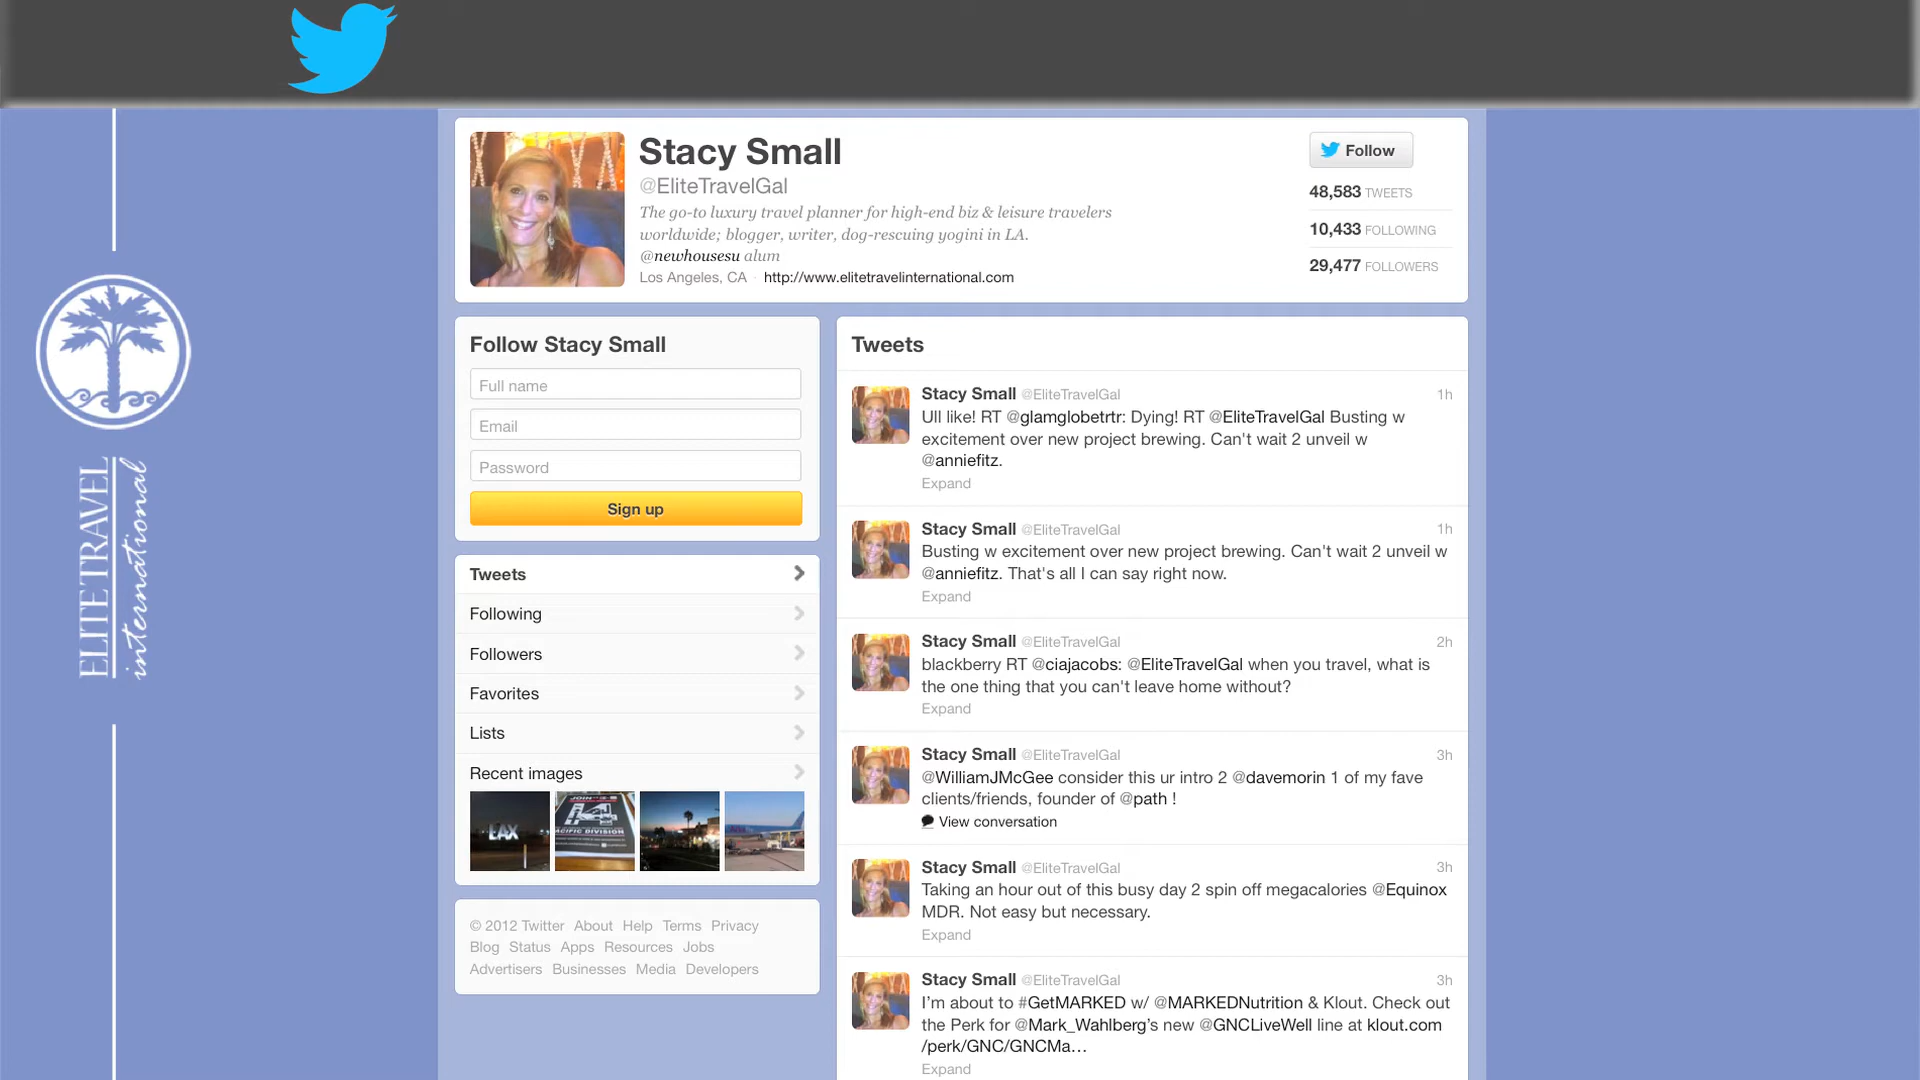 Stacy Small
@EliteTravelGal
The go-to luxury travel planner for high-end biz & leisure travelers
worldwide; blogger, writer, dog-rescuing yogini in LA.
@newhousesu alum
Los Angeles, CA · http://www.elitetravelinternational.com
Follow
48,583 TWEETS
10,433 FOLLOWING
29,477 FOLLOWERS
ELITE TRAVEL
international
Follow Stacy Small
Full name
Email
Password
Sign up
Tweets
Following
Followers
Favorites
Lists
Recent images
LAX
JOIN
PACIFIC DIVISION
© 2012 Twitter About Help Terms Privacy
Blog Status Apps Resources Jobs
Advertisers Businesses Media Developers
Tweets
Stacy Small @EliteTravelGal 1h
Ull like! RT @glamglobetrtr: Dying! RT @EliteTravelGal Busting w
excitement over new project brewing. Can't wait 2 unveil w
@anniefitz.
Expand
Stacy Small @EliteTravelGal 1h
Busting w excitement over new project brewing. Can't wait 2 unveil w
@anniefitz. That's all I can say right now.
Expand
Stacy Small @EliteTravelGal 2h
blackberry RT @ciajacobs: @EliteTravelGal when you travel, what is
the one thing that you can't leave home without?
Expand
Stacy Small @EliteTravelGal 3h
@WilliamJMcGee consider this ur intro 2 @davemorin 1 of my fave
clients/friends, founder of @path !
View conversation
Stacy Small @EliteTravelGal 3h
Taking an hour out of this busy day 2 spin off megacalories @Equinox
MDR. Not easy but necessary.
Expand
Stacy Small @EliteTravelGal 3h
I'm about to #GetMARKED w/ @MARKEDNutrition & Klout. Check out
the Perk for @Mark_Wahlberg's new @GNCLiveWell line at klout.com
/perk/GNC/GNCMa…
Expand